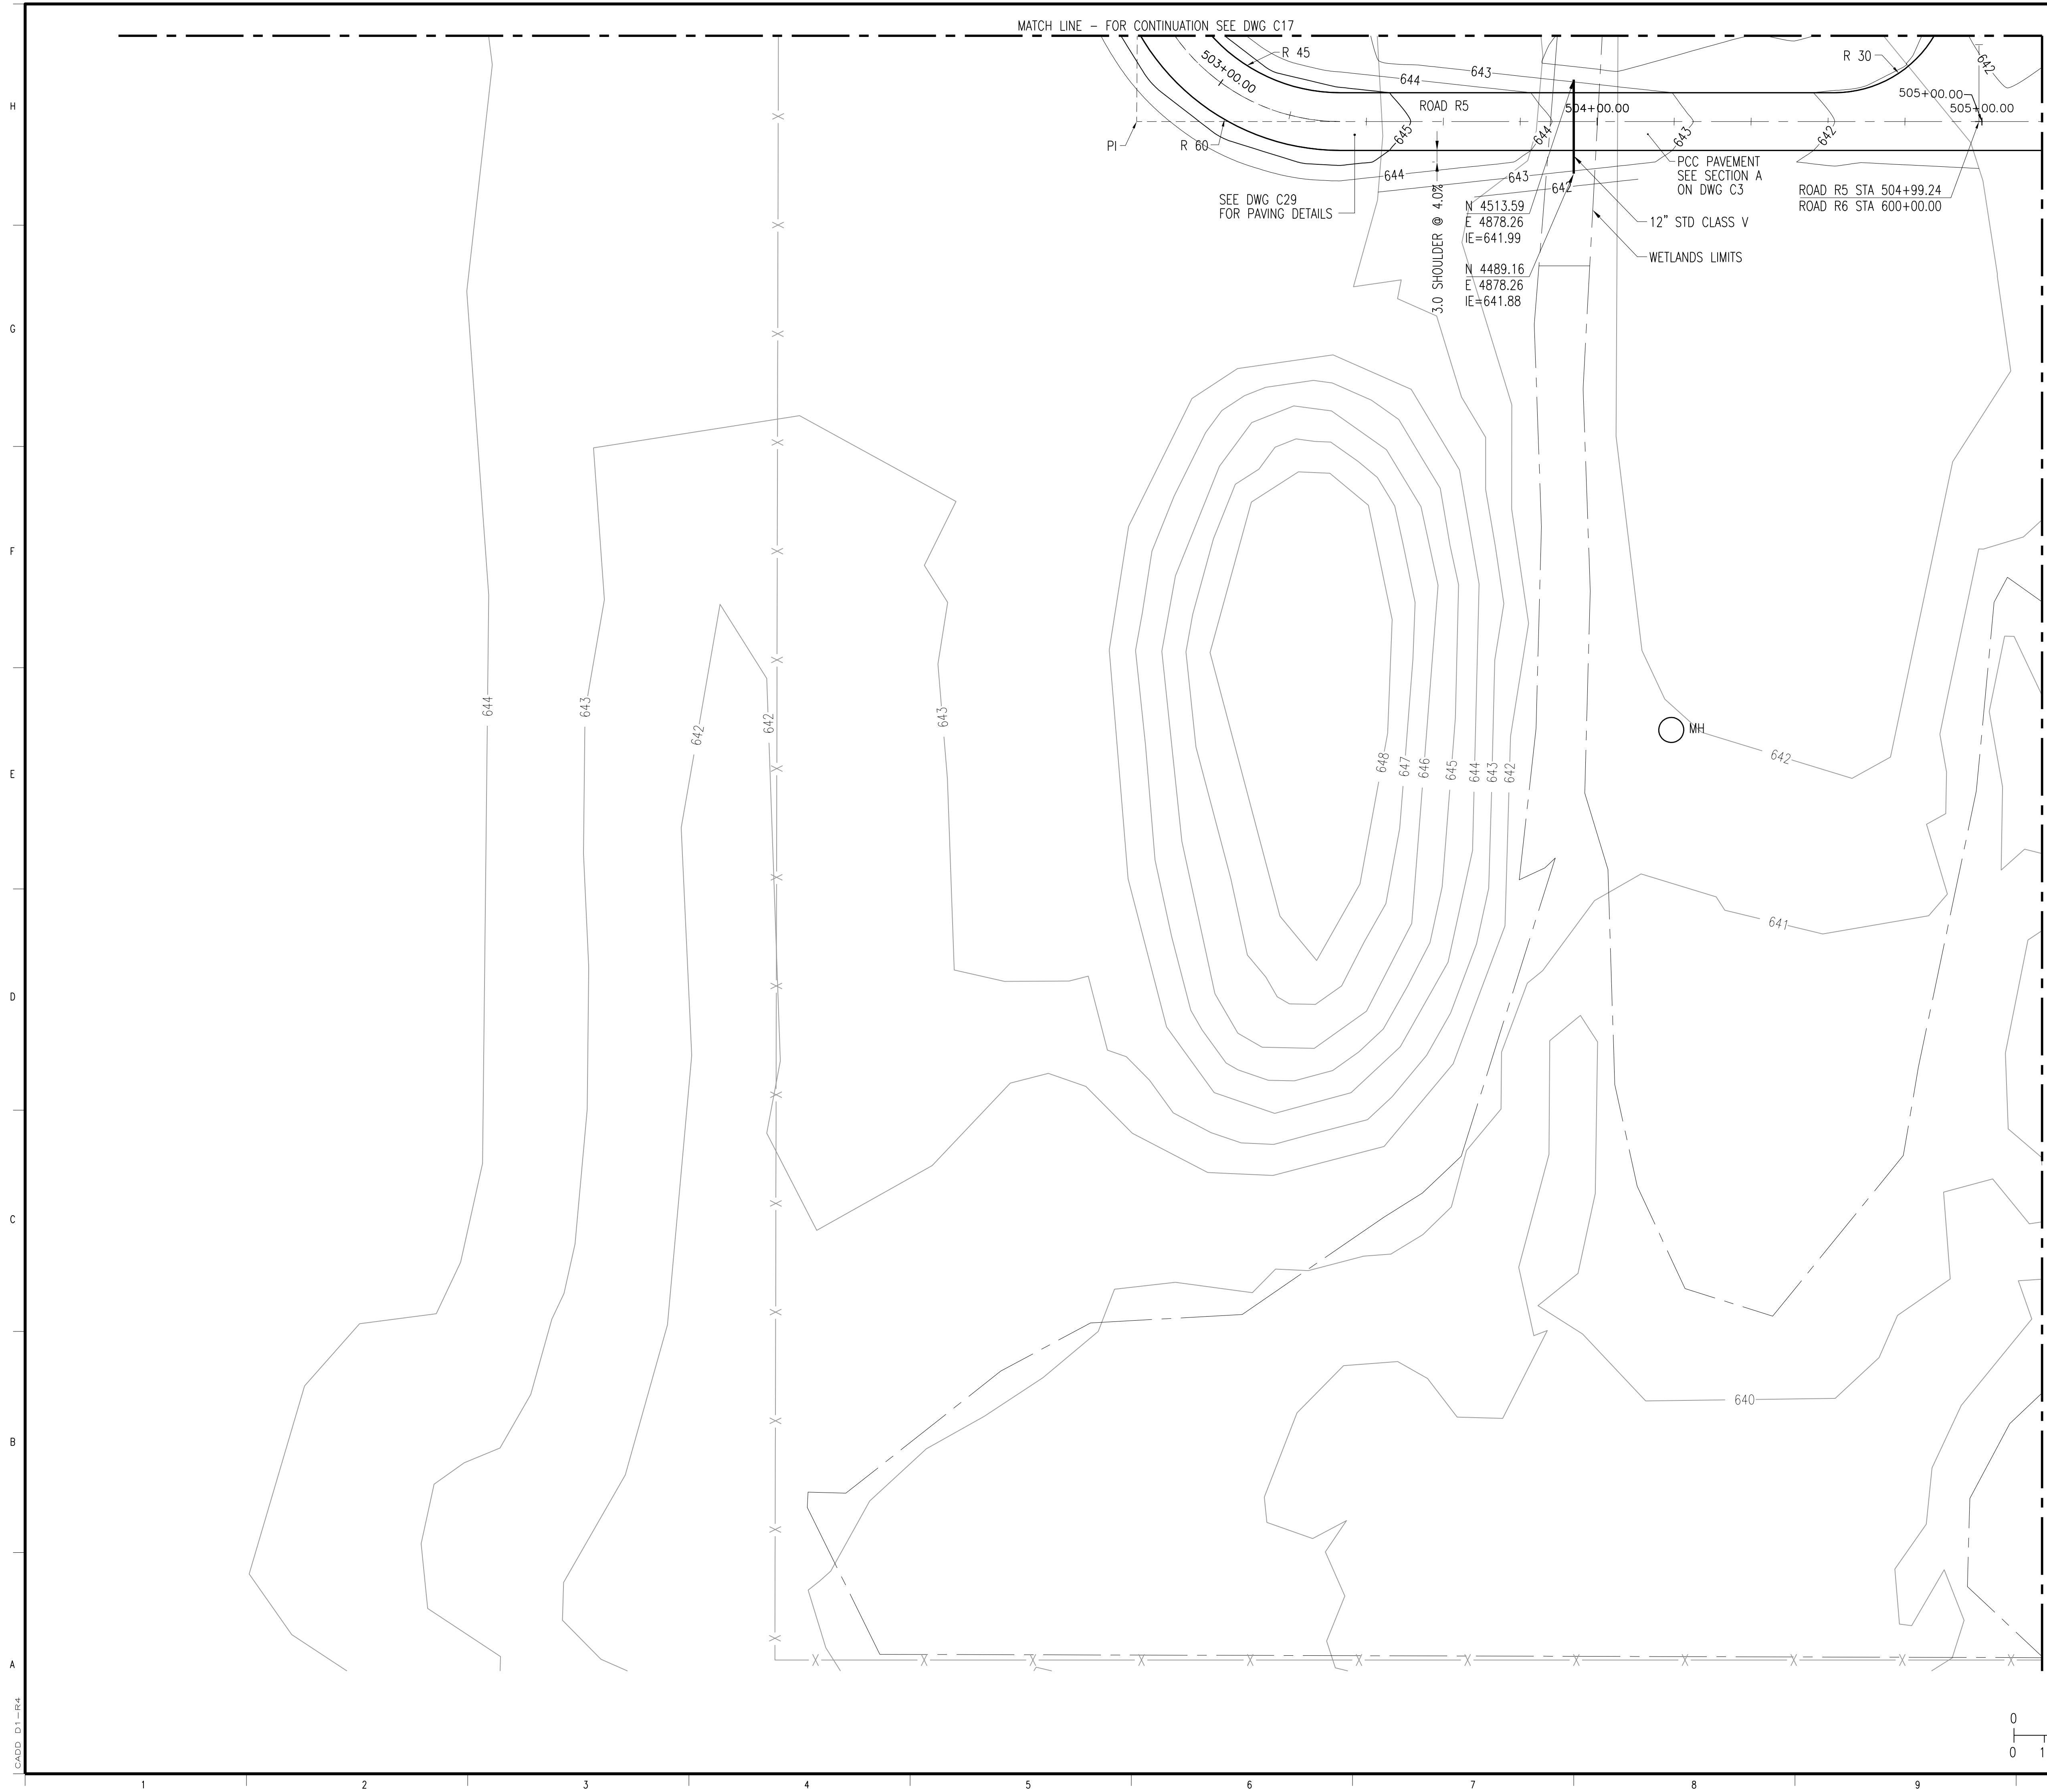 MATCH LINE - FOR CONTINUATION SEE DWG C17
R 45
503+00.00
644
643
R 30
642
H
ROAD R5
504+00.00
505+00.00
505+00.00
PI
R 60
645
644
643
642
PCC PAVEMENT
SEE SECTION A
ON DWG C3
644
643
642
SEE DWG C29
FOR PAVING DETAILS
3.0 SHOULDER @ 4.0%
N 4513.59
E 4878.26
IE=641.99
N 4489.16
E 4878.26
IE=641.88
12" STD CLASS V
WETLANDS LIMITS
ROAD R5 STA 504+99.24
ROAD R6 STA 600+00.00
G
F
644
643
642
642
643
648
647
646
645
644
643
642
MH
642
E
641
D
C
640
B
A
CADD D1-R4
0
0 1
1 2 3 4 5 6 7 8 9